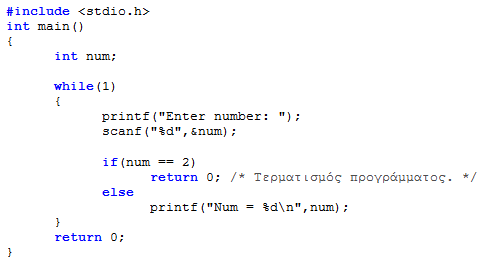 #include <stdio.h>
int main()
{
int num;
while(1)
{
printf("Enter number: ");
scanf("%d",&num);
if(num == 2)
return 0; /* Τερματισμός προγράμματος. */
else
printf("Num = %d\n",num);
}
return 0;
}